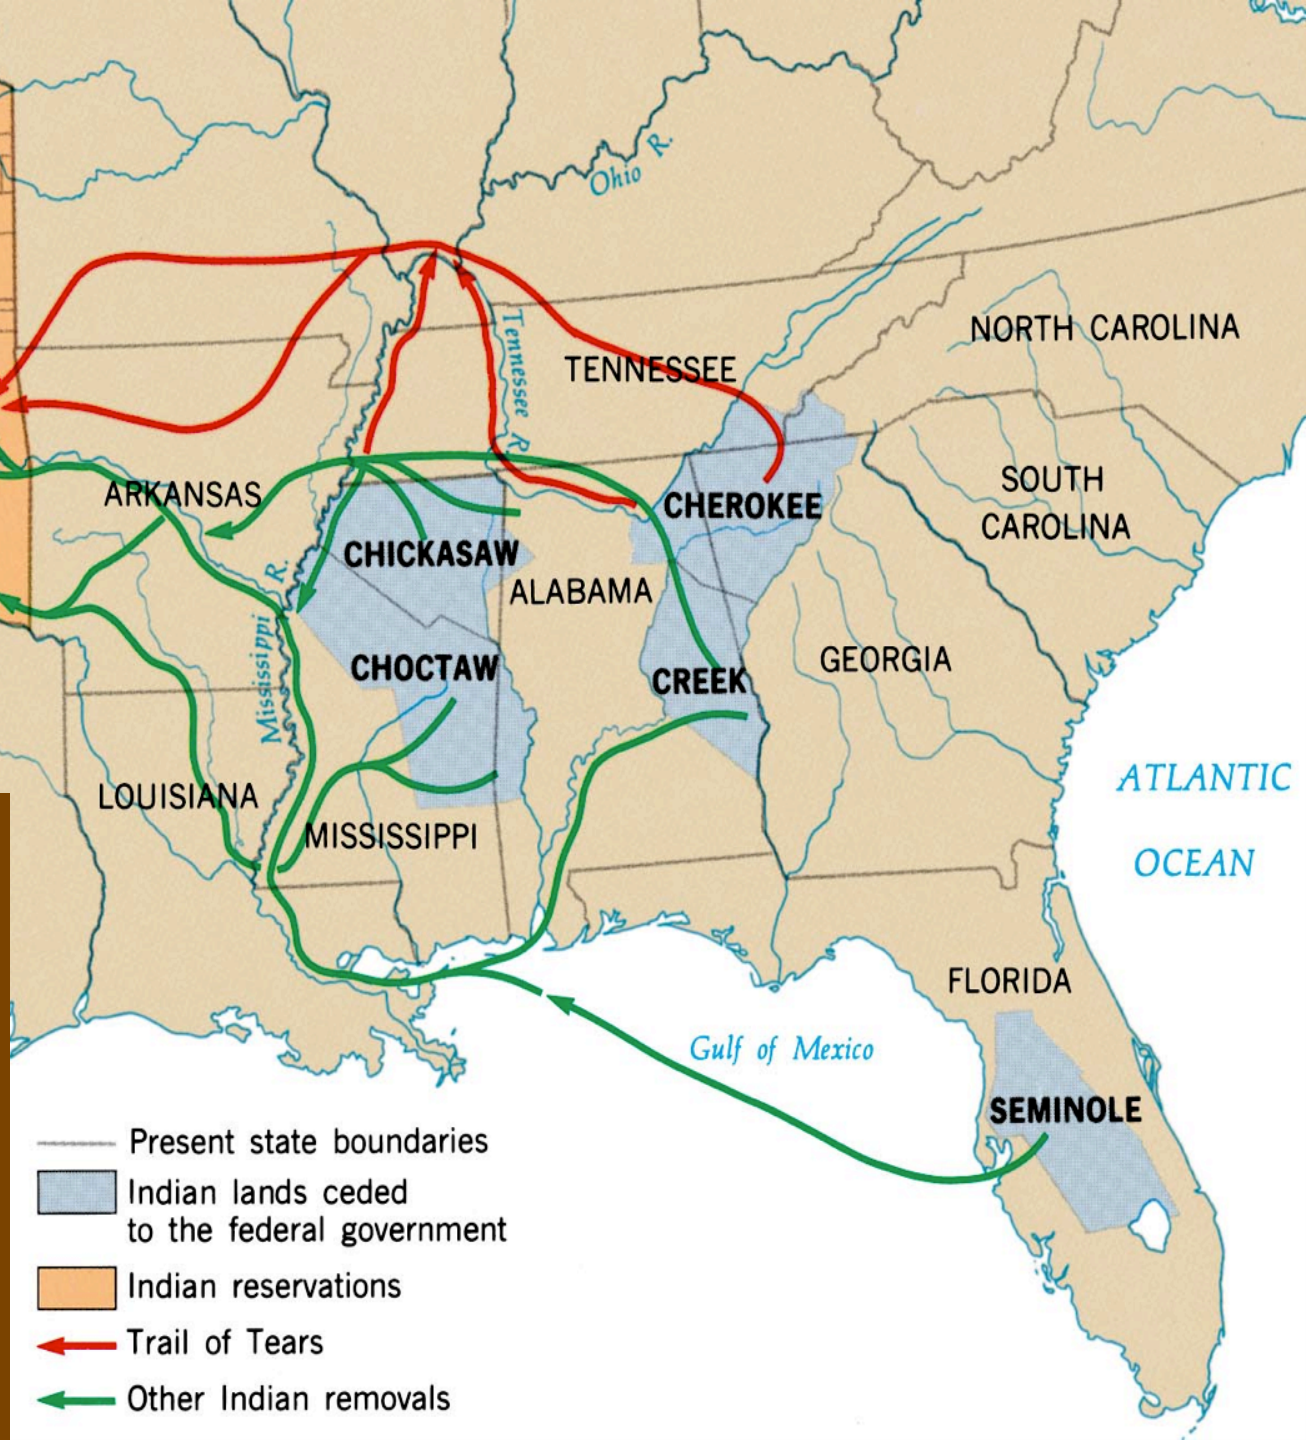 Ohio R.
NORTH CAROLINA
Tennessee R.
TENNESSEE
ARKANSAS
SOUTH
CAROLINA
CHEROKEE
CHICKASAW
ALABAMA
Mississippi R.
GEORGIA
CHOCTAW
CREEK
ATLANTIC
OCEAN
LOUISIANA
MISSISSIPPI
FLORIDA
Gulf of Mexico
SEMINOLE
Present state boundaries
Indian lands ceded
to the federal government
Indian reservations
Trail of Tears
Other Indian removals